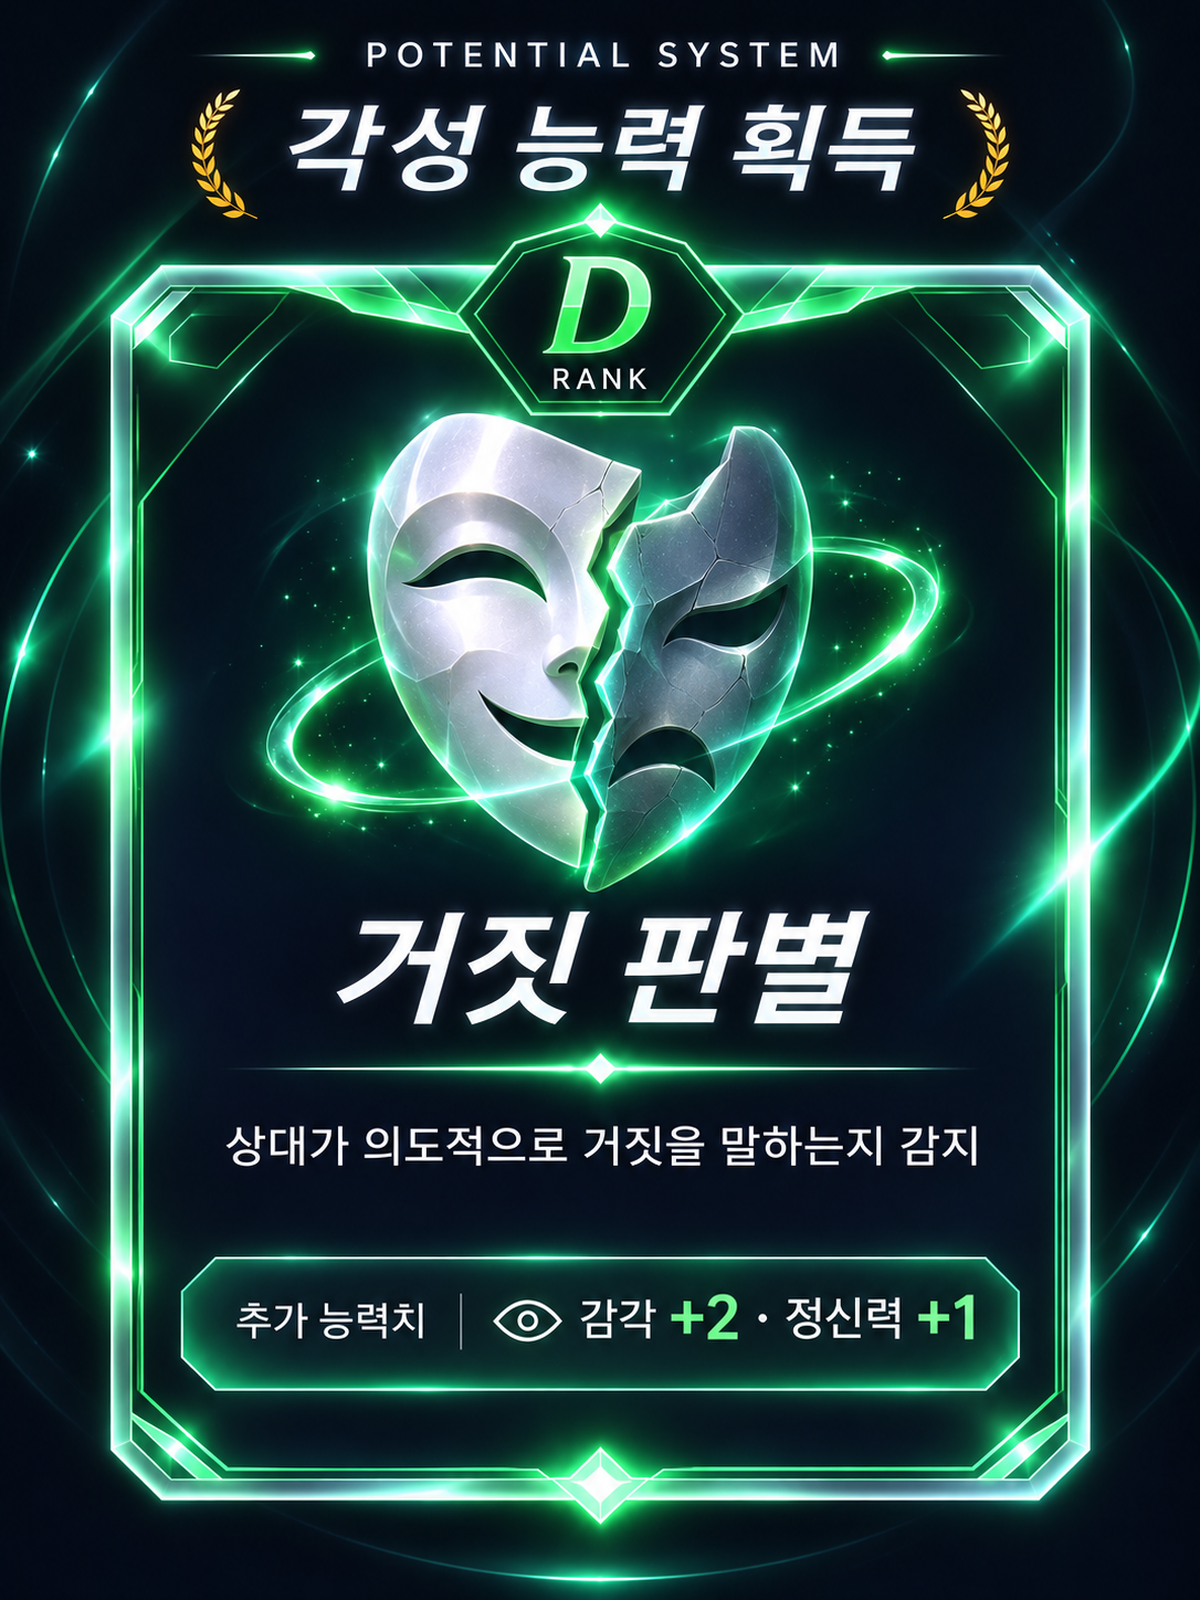 POTENTIAL SYSTEM
각성 능력 획득
D
RANK
거짓 판별
상대가 의도적으로 거짓을 말하는지 감지
추가 능력치 감각 +2 · 정신력 +1